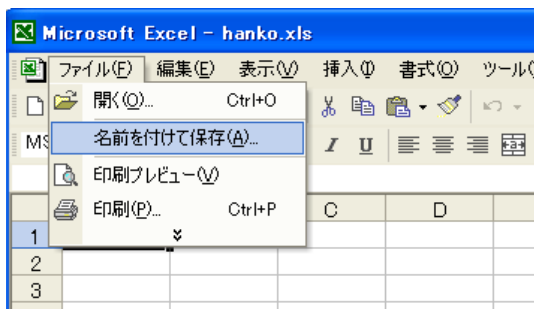 Microsoft Excel - hanko.xls
ファイル(F) 編集(E) 表示(V) 挿入(I) 書式(O) ツール(
開く(O)... Ctrl+O
名前を付けて保存(A)...
MS
I U
印刷プレビュー(V)
印刷(P)... Ctrl+P
C D
1
2
3